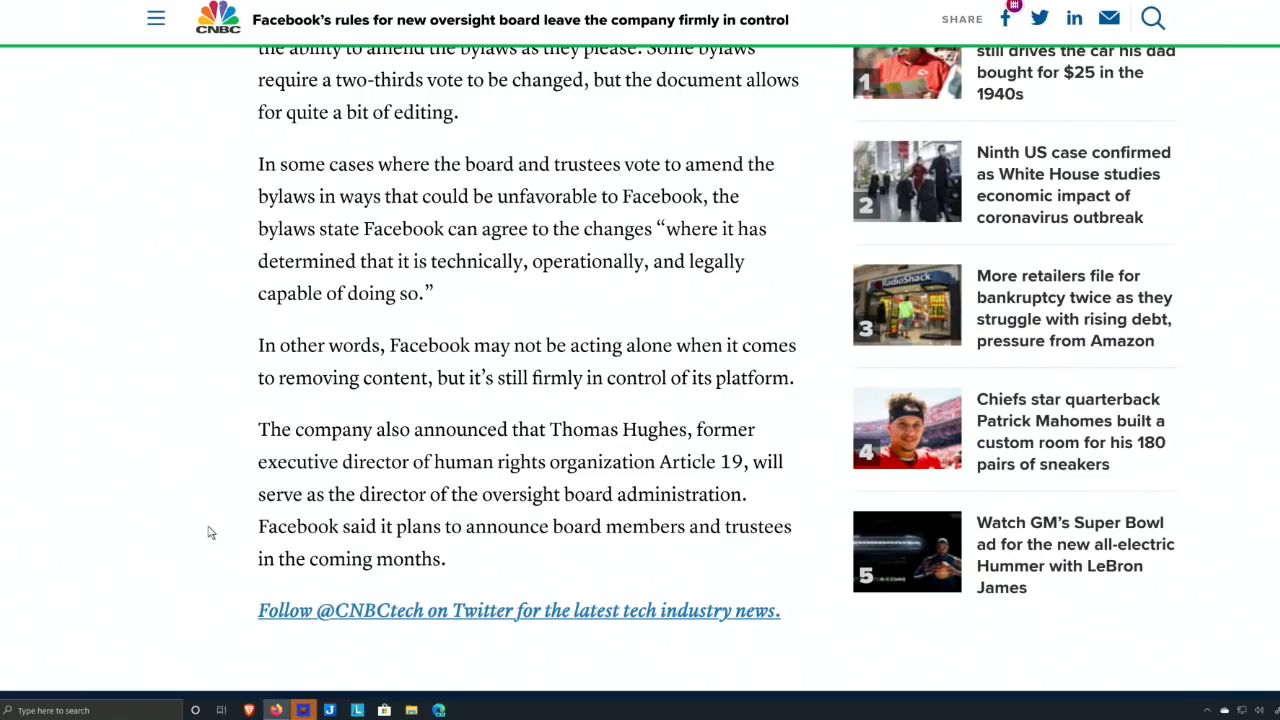 CNBC
Facebook’s rules for new oversight board leave the company firmly in control
SHARE
the ability to amend the bylaws as they please. Some bylaws
require a two-thirds vote to be changed, but the document allows
for quite a bit of editing.
In some cases where the board and trustees vote to amend the
bylaws in ways that could be unfavorable to Facebook, the
bylaws state Facebook can agree to the changes “where it has
determined that it is technically, operationally, and legally
capable of doing so.”
In other words, Facebook may not be acting alone when it comes
to removing content, but it’s still firmly in control of its platform.
The company also announced that Thomas Hughes, former
executive director of human rights organization Article 19, will
serve as the director of the oversight board administration.
Facebook said it plans to announce board members and trustees
in the coming months.
Follow @CNBCtech on Twitter for the latest tech industry news.
1
still drives the car his dad
bought for $25 in the
1940s
2
Ninth US case confirmed
as White House studies
economic impact of
coronavirus outbreak
RadioShack
3
More retailers file for
bankruptcy twice as they
struggle with rising debt,
pressure from Amazon
4
Chiefs star quarterback
Patrick Mahomes built a
custom room for his 180
pairs of sneakers
5
Watch GM’s Super Bowl
ad for the new all-electric
Hummer with LeBron
James
Type here to search